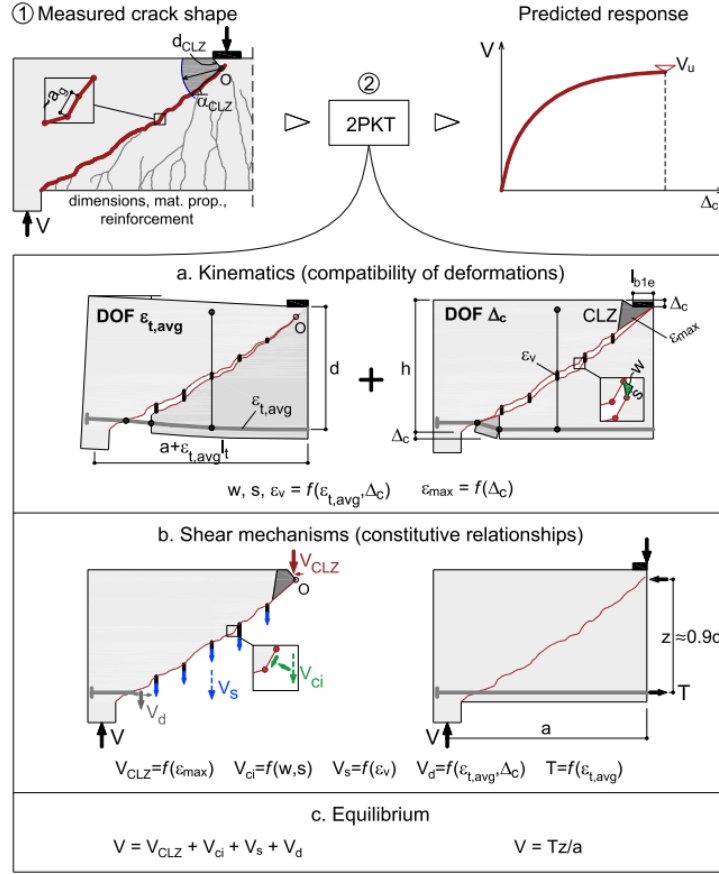 ① Measured crack shape
Predicted response
d_CLZ
O
α_CLZ
~a_g
②
2PKT
V
V_u
Δ_c
dimensions, mat. prop.,
reinforcement
V
a. Kinematics (compatibility of deformations)
l_b1e
DOF ε_t,avg
O
DOF Δ_c
CLZ
Δ_c
ε_max
d
h
ε_v
w
s
ε_t,avg
Δ_c
a+ε_t,avg l_t
w, s, ε_v = f(ε_t,avg,Δ_c)
ε_max = f(Δ_c)
b. Shear mechanisms (constitutive relationships)
V_CLZ
O
z≈0.9d
V_ci
V_s
V_d
T
V
V
a
V_CLZ=f(ε_max) V_ci=f(w,s) V_s=f(ε_v) V_d=f(ε_t,avg,Δ_c) T=f(ε_t,avg)
c. Equilibrium
V = V_CLZ + V_ci + V_s + V_d
V = Tz/a